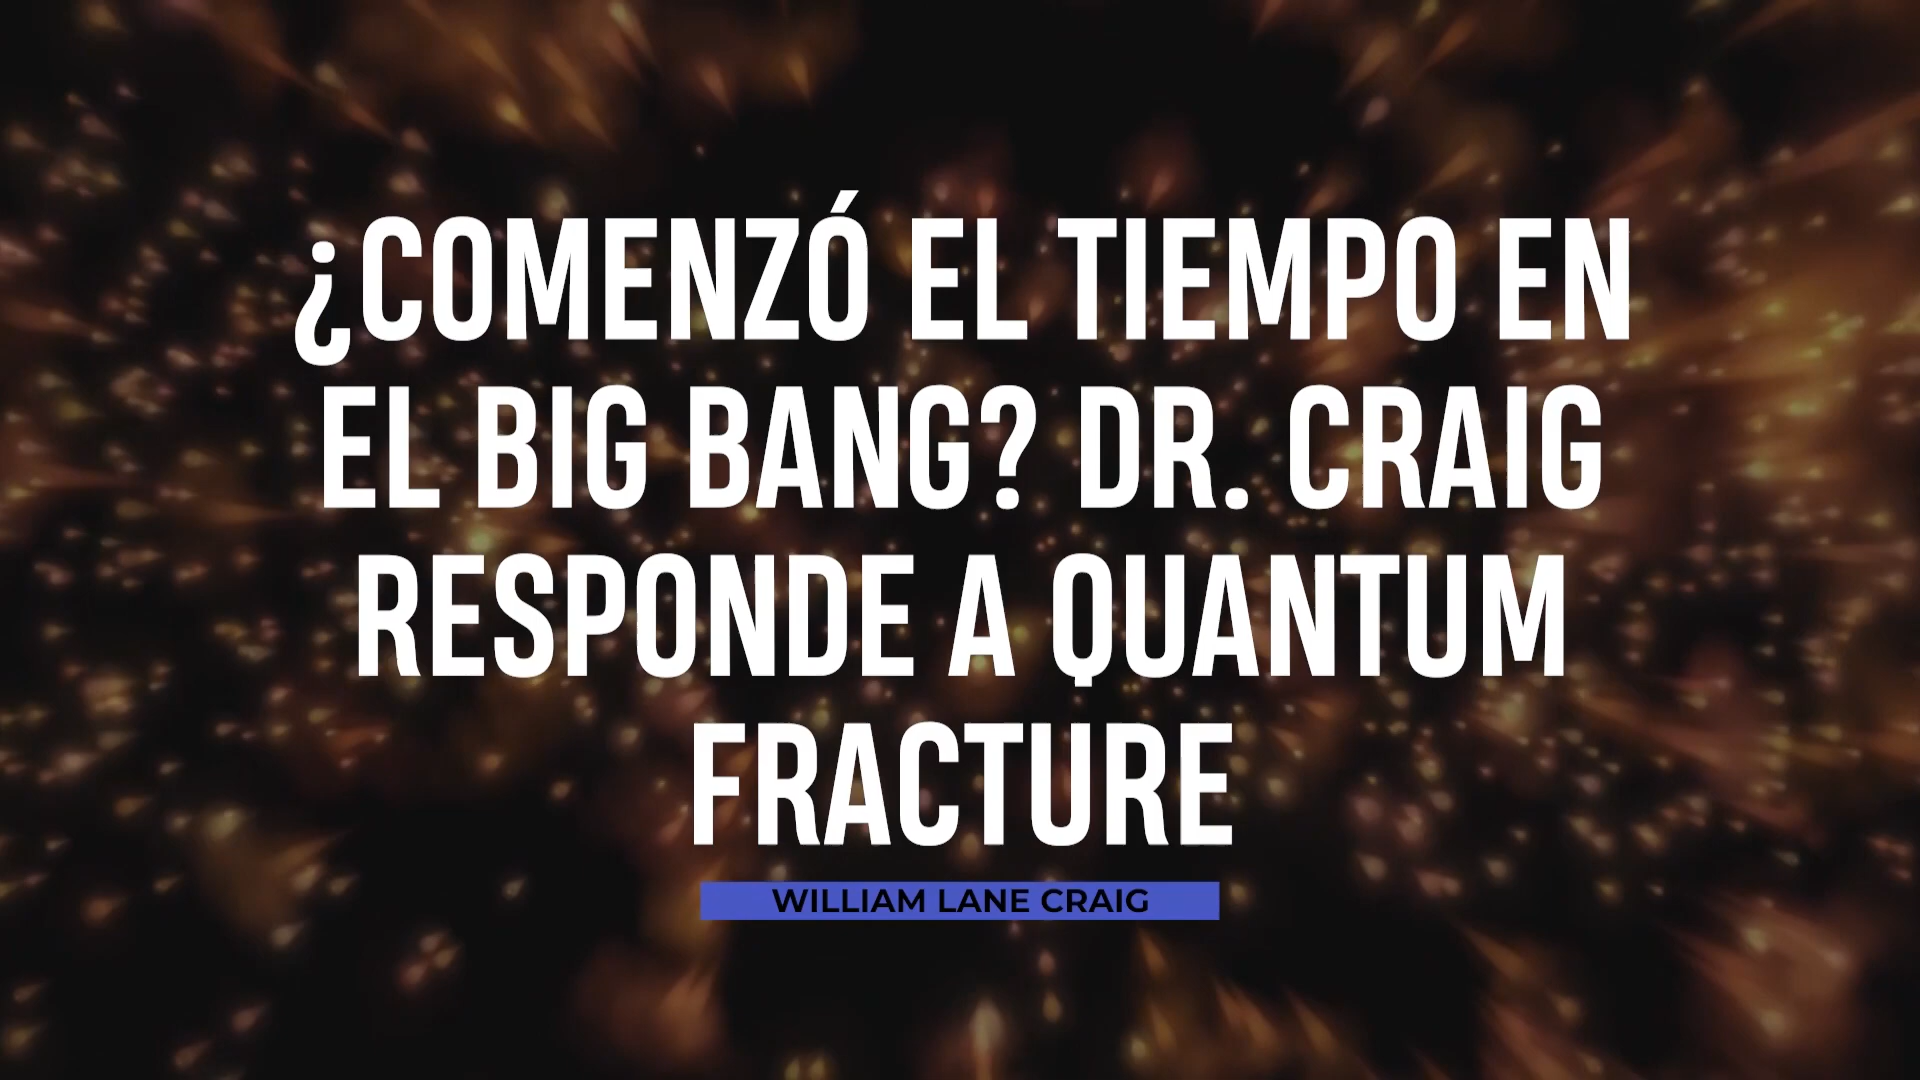 ¿COMENZÓ EL TIEMPO EN
EL BIG BANG? DR. CRAIG
RESPONDE A QUANTUM
FRACTURE
WILLIAM LANE CRAIG